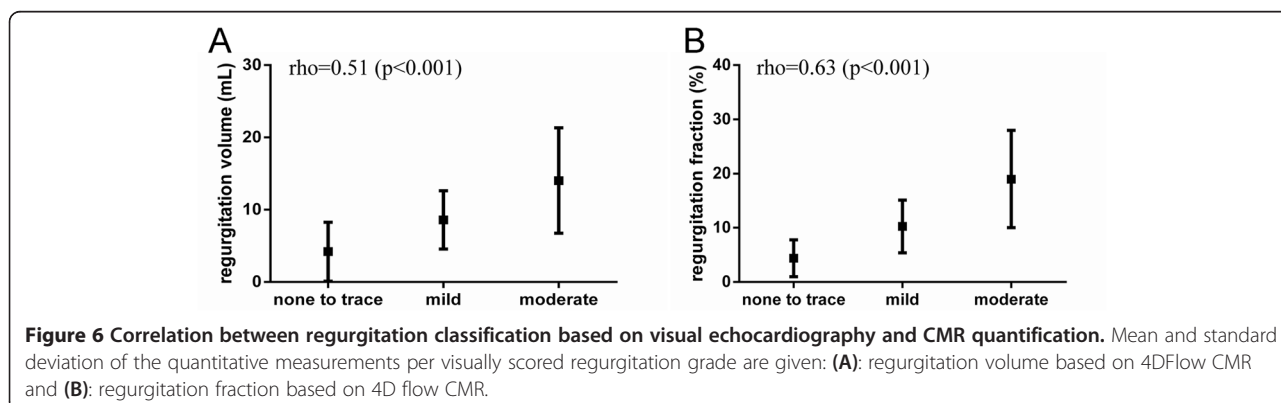 A
rho=0.51 (p<0.001)
regurgitation volume (mL)
30
20
10
0
none to trace mild moderate
B
rho=0.63 (p<0.001)
regurgitation fraction (%)
40
30
20
10
0
none to trace mild moderate
Figure 6 Correlation between regurgitation classification based on visual echocardiography and CMR quantification. Mean and standard
deviation of the quantitative measurements per visually scored regurgitation grade are given: (A): regurgitation volume based on 4DFlow CMR
and (B): regurgitation fraction based on 4D flow CMR.